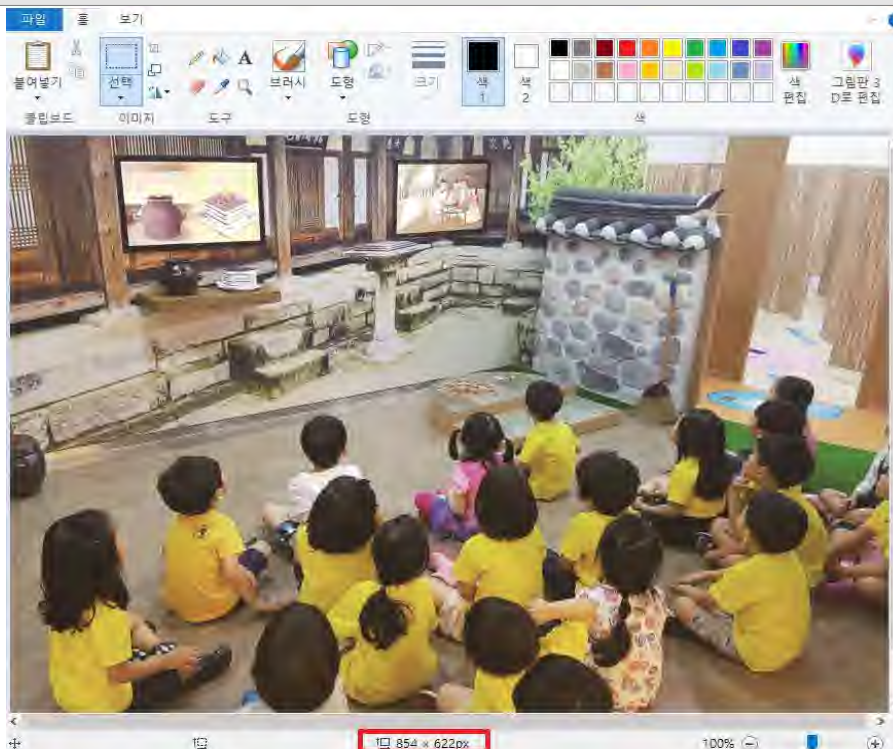 파일 홈 보기
붙여넣기 선택 A 브러시 도형 크기 색 1 색 2 색 편집 그림판 3D로 편집
클립보드 이미지 도구 도형 색
854 × 622px 100%